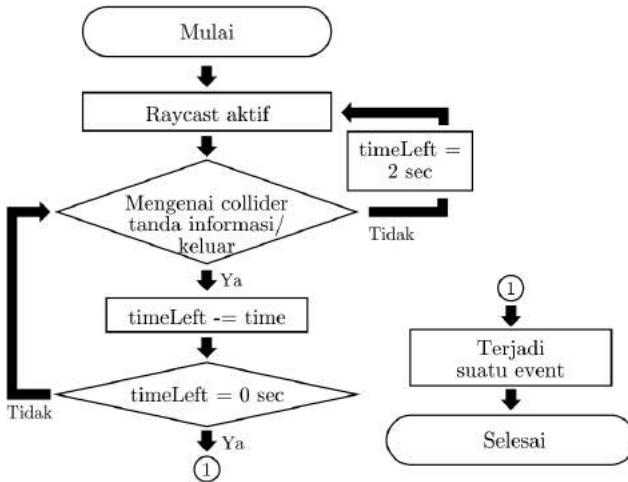 Mulai
Raycast aktif
timeLeft =
2 sec
Mengenai collider
tanda informasi/
keluar
Tidak
Ya
timeLeft -= time
timeLeft = 0 sec
Tidak
Ya
1
1
Terjadi
suatu event
Selesai